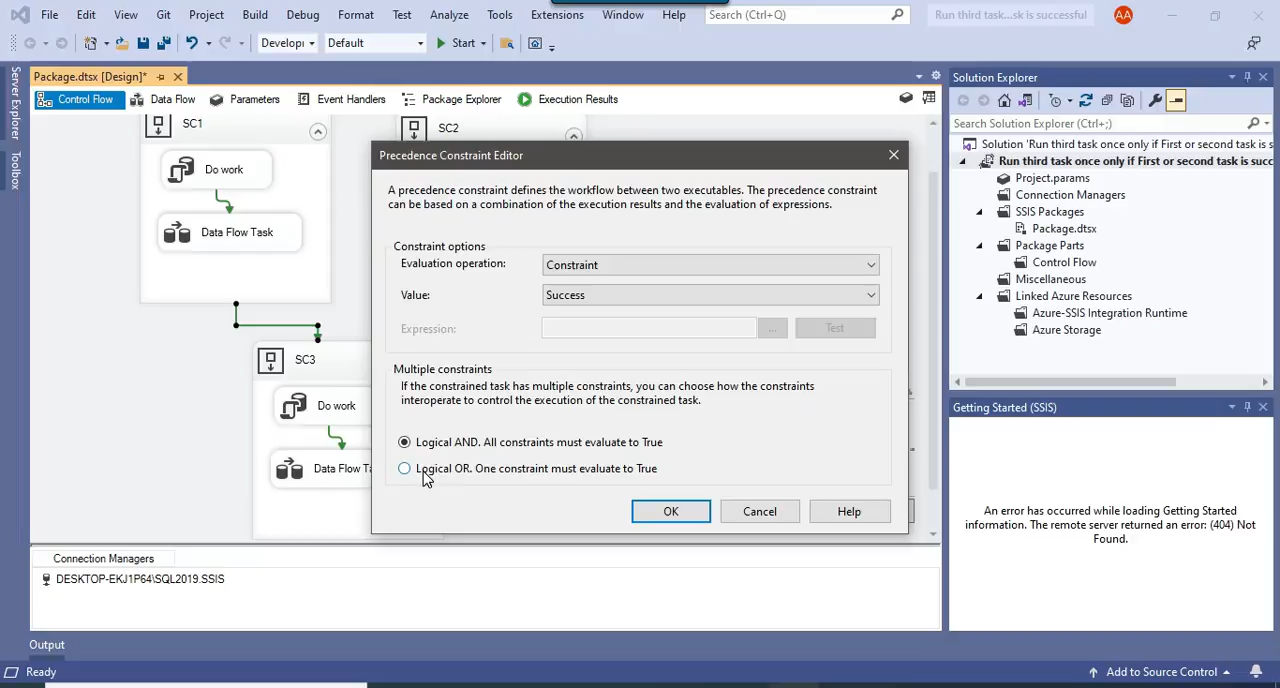 File Edit View Git Project Build Debug Format Test Analyze Tools Extensions Window Help Search (Ctrl+Q) Run third task...sk is successful AA
Developi Default Start
Server Explorer
Toolbox
Package.dtsx [Design]*
Control Flow Data Flow Parameters Event Handlers Package Explorer Execution Results
SC1
Do work
Data Flow Task
SC2
SC3
Do work
Data Flow Ta
Precedence Constraint Editor
A precedence constraint defines the workflow between two executables. The precedence constraint
can be based on a combination of the execution results and the evaluation of expressions.
Constraint options
Evaluation operation: Constraint
Value: Success
Expression: ... Test
Multiple constraints
If the constrained task has multiple constraints, you can choose how the constraints
interoperate to control the execution of the constrained task.
Logical AND. All constraints must evaluate to True
Logical OR. One constraint must evaluate to True
OK Cancel Help
Connection Managers
DESKTOP-EKJ1P64\SQL2019.SSIS
Output
Ready
Solution Explorer
Search Solution Explorer (Ctrl+;)
Solution 'Run third task once only if First or second task is s
Run third task once only if First or second task is succ
Project.params
Connection Managers
SSIS Packages
Package.dtsx
Package Parts
Control Flow
Miscellaneous
Linked Azure Resources
Azure-SSIS Integration Runtime
Azure Storage
Getting Started (SSIS)
An error has occurred while loading Getting Started
information. The remote server returned an error: (404) Not
Found.
Add to Source Control